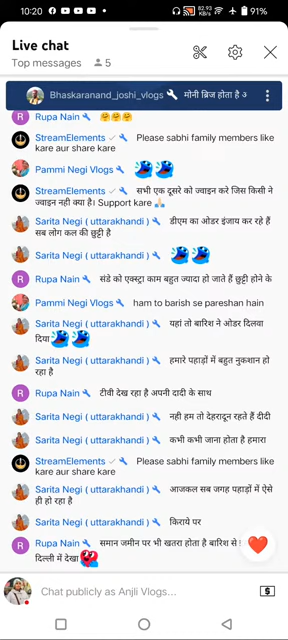 10:20
82.93
KB/s
91%
Live chat
Top messages 5
Bhaskaranand_joshi_vlogs मोनी ब्रिज होता है अ
Rupa Nain
StreamElements Please sabhi family members like
kare aur share kare
Pammi Negi Vlogs
StreamElements सभी एक दूसरे को ज्वाइन करे जिस किसी ने
ज्वाइन नही क्या है। Support kare
Sarita Negi ( uttarakhandi ) डीएम का ओडर इंजाय कर रहे हैं
सब लोग कल की छुट्टी है
Sarita Negi ( uttarakhandi )
Rupa Nain संडे को एक्स्ट्रा काम बहुत ज्यादा हो जाते हैं छुट्टी होने के
Pammi Negi Vlogs ham to barish se pareshan hain
Sarita Negi ( uttarakhandi ) यहां तो बारिश ने ओडर दिलवा
दिया
Sarita Negi ( uttarakhandi ) हमारे पहाड़ों में बहुत नुकशान हो
रहा है
Rupa Nain टीवी देख रहा है अपनी दादी के साथ
Sarita Negi ( uttarakhandi ) नही हम तो देहरादून रहते हैं दीदी
Sarita Negi ( uttarakhandi ) कभी कभी जाना होता है हमारा
StreamElements Please sabhi family members like
kare aur share kare
Sarita Negi ( uttarakhandi ) आजकल सब जगह पहाड़ों में ऐसे
ही हो रहा है
Sarita Negi ( uttarakhandi ) किराये पर
Rupa Nain समान जमीन पर भी खतरा होता है बारिश से
दिल्ली में देखा
Chat publicly as Anjli Vlogs...